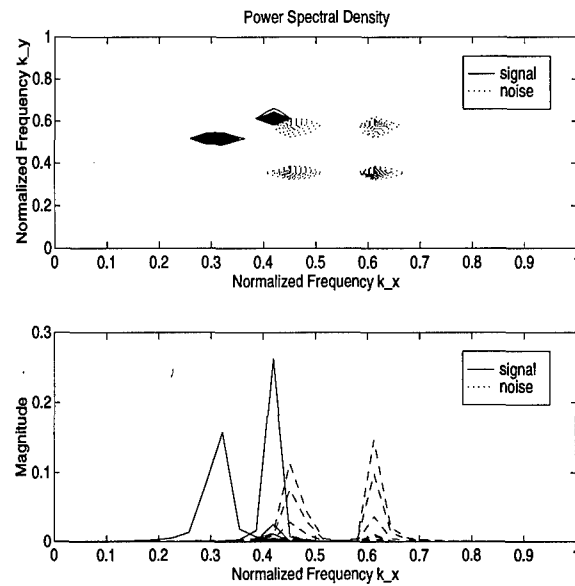 Power Spectral Density
Normalized Frequency k_y
1
0.8
0.6
0.4
0.2
0
signal
noise
0 0.1 0.2 0.3 0.4 0.5 0.6 0.7 0.8 0.9 1
Normalized Frequency k_x
Magnitude
0.3
0.2
0.1
0
signal
noise
0 0.1 0.2 0.3 0.4 0.5 0.6 0.7 0.8 0.9 1
Normalized Frequency k_x